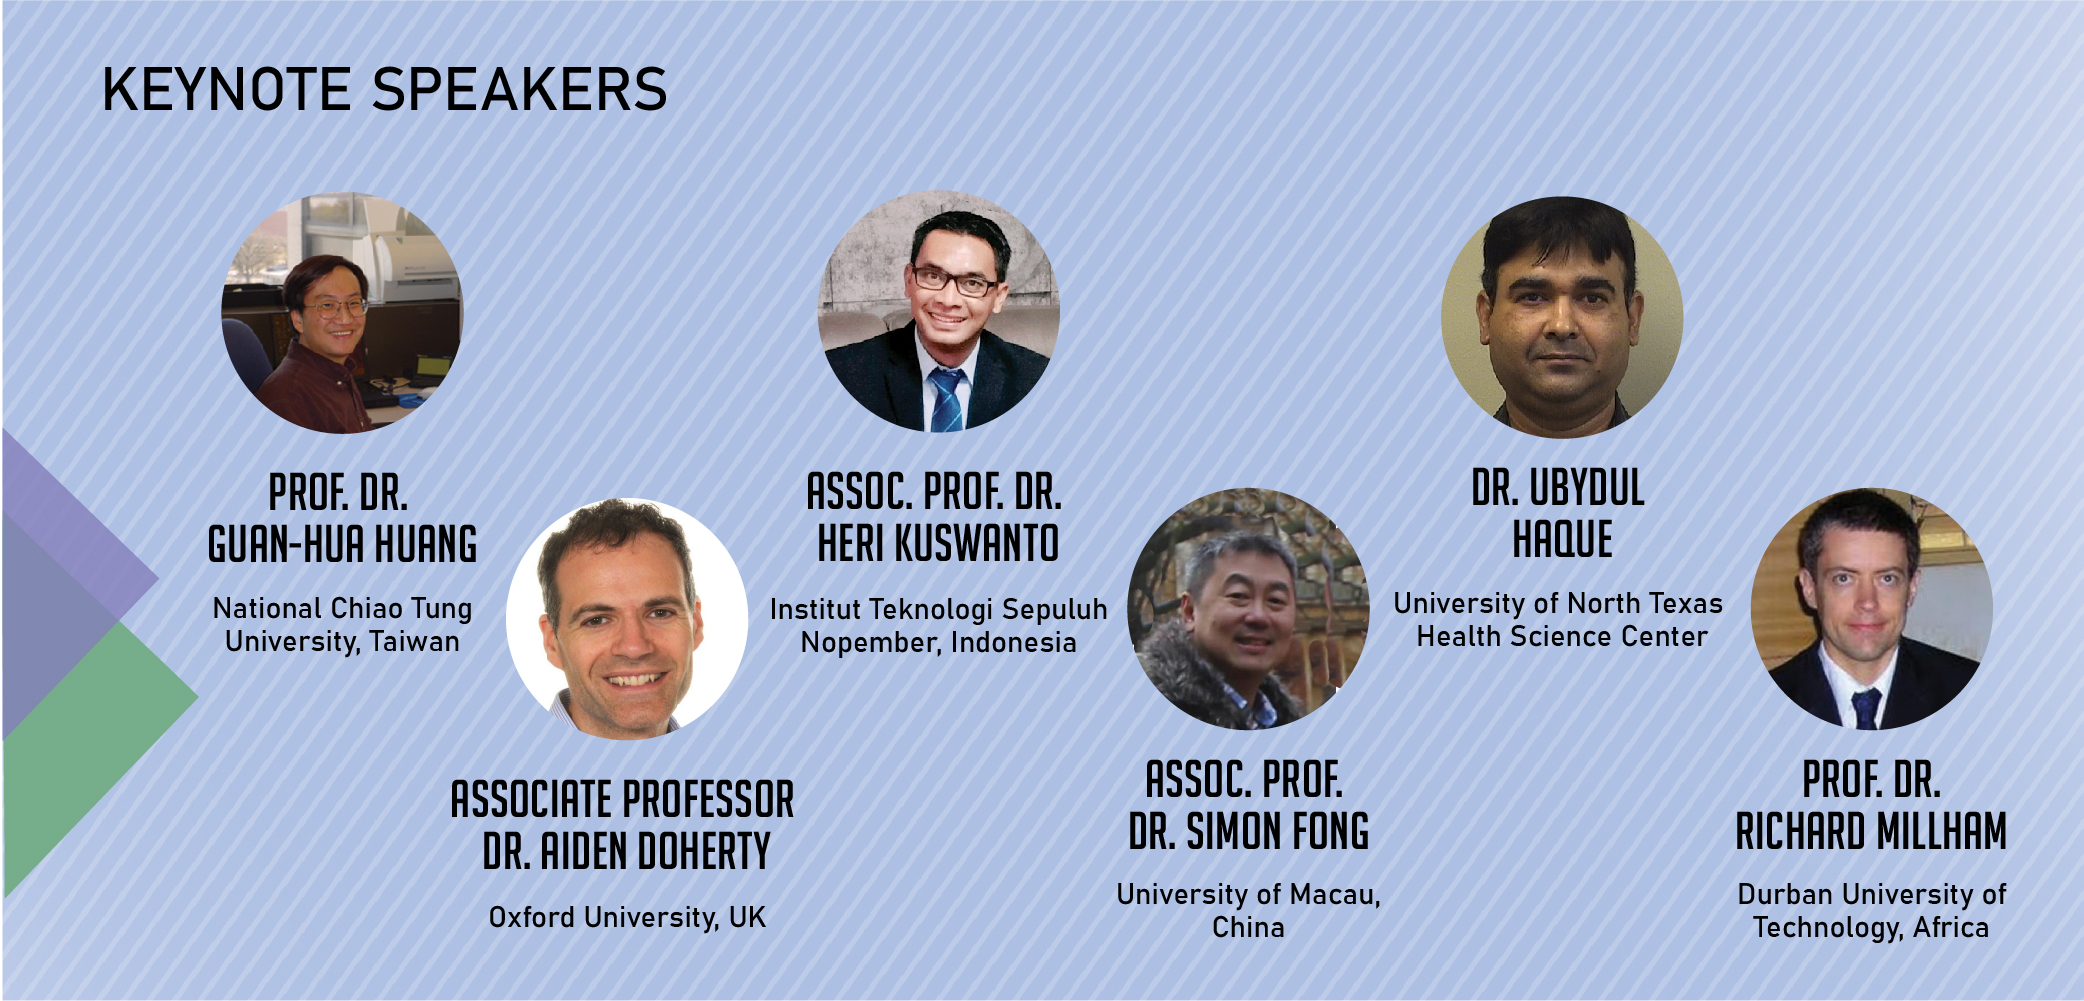 KEYNOTE SPEAKERS
PROF. DR.
GUAN-HUA HUANG
National Chiao Tung
University, Taiwan
ASSOCIATE PROFESSOR
DR. AIDEN DOHERTY
Oxford University, UK
ASSOC. PROF. DR.
HERI KUSWANTO
Institut Teknologi Sepuluh
Nopember, Indonesia
ASSOC. PROF.
DR. SIMON FONG
University of Macau,
China
DR. UBYDUL
HAQUE
University of North Texas
Health Science Center
PROF. DR.
RICHARD MILLHAM
Durban University of
Technology, Africa